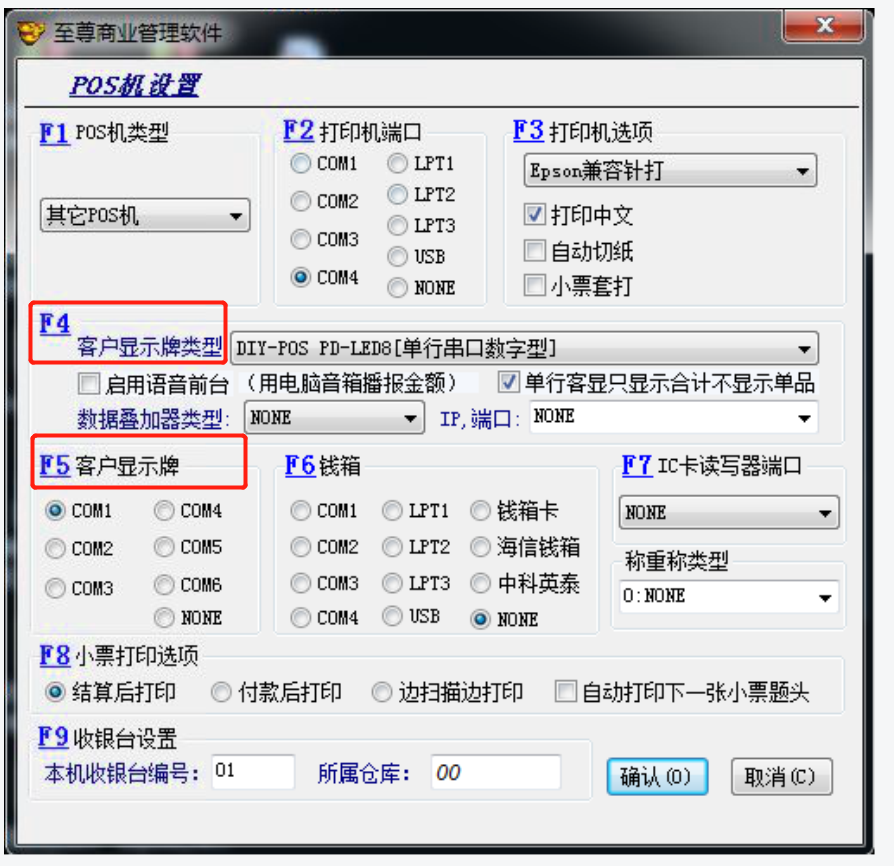 至尊商业管理软件
POS机设置
F1 POS机类型
其它POS机
F2 打印机端口
COM1 LPT1
COM2 LPT2
COM3 LPT3
COM4 USB
NONE
F3 打印机选项
Epson兼容针打
打印中文
自动切纸
小票套打
F4
客户显示牌类型 DIY-POS PD-LED8[单行串口数字型]
启用语音前台 (用电脑音箱播报金额) 单行客显只显示合计不显示单品
数据叠加器类型: NONE IP,端口: NONE
F5 客户显示牌
COM1 COM4
COM2 COM5
COM3 COM6
NONE
F6 钱箱
COM1 LPT1 钱箱卡
COM2 LPT2 海信钱箱
COM3 LPT3 中科英泰
COM4 USB NONE
F7 IC卡读写器端口
NONE
称重称类型
0:NONE
F8 小票打印选项
结算后打印 付款后打印 边扫描边打印 自动打印下一张小票题头
F9 收银台设置
本机收银台编号: 01 所属仓库: 00
确认(O) 取消(C)